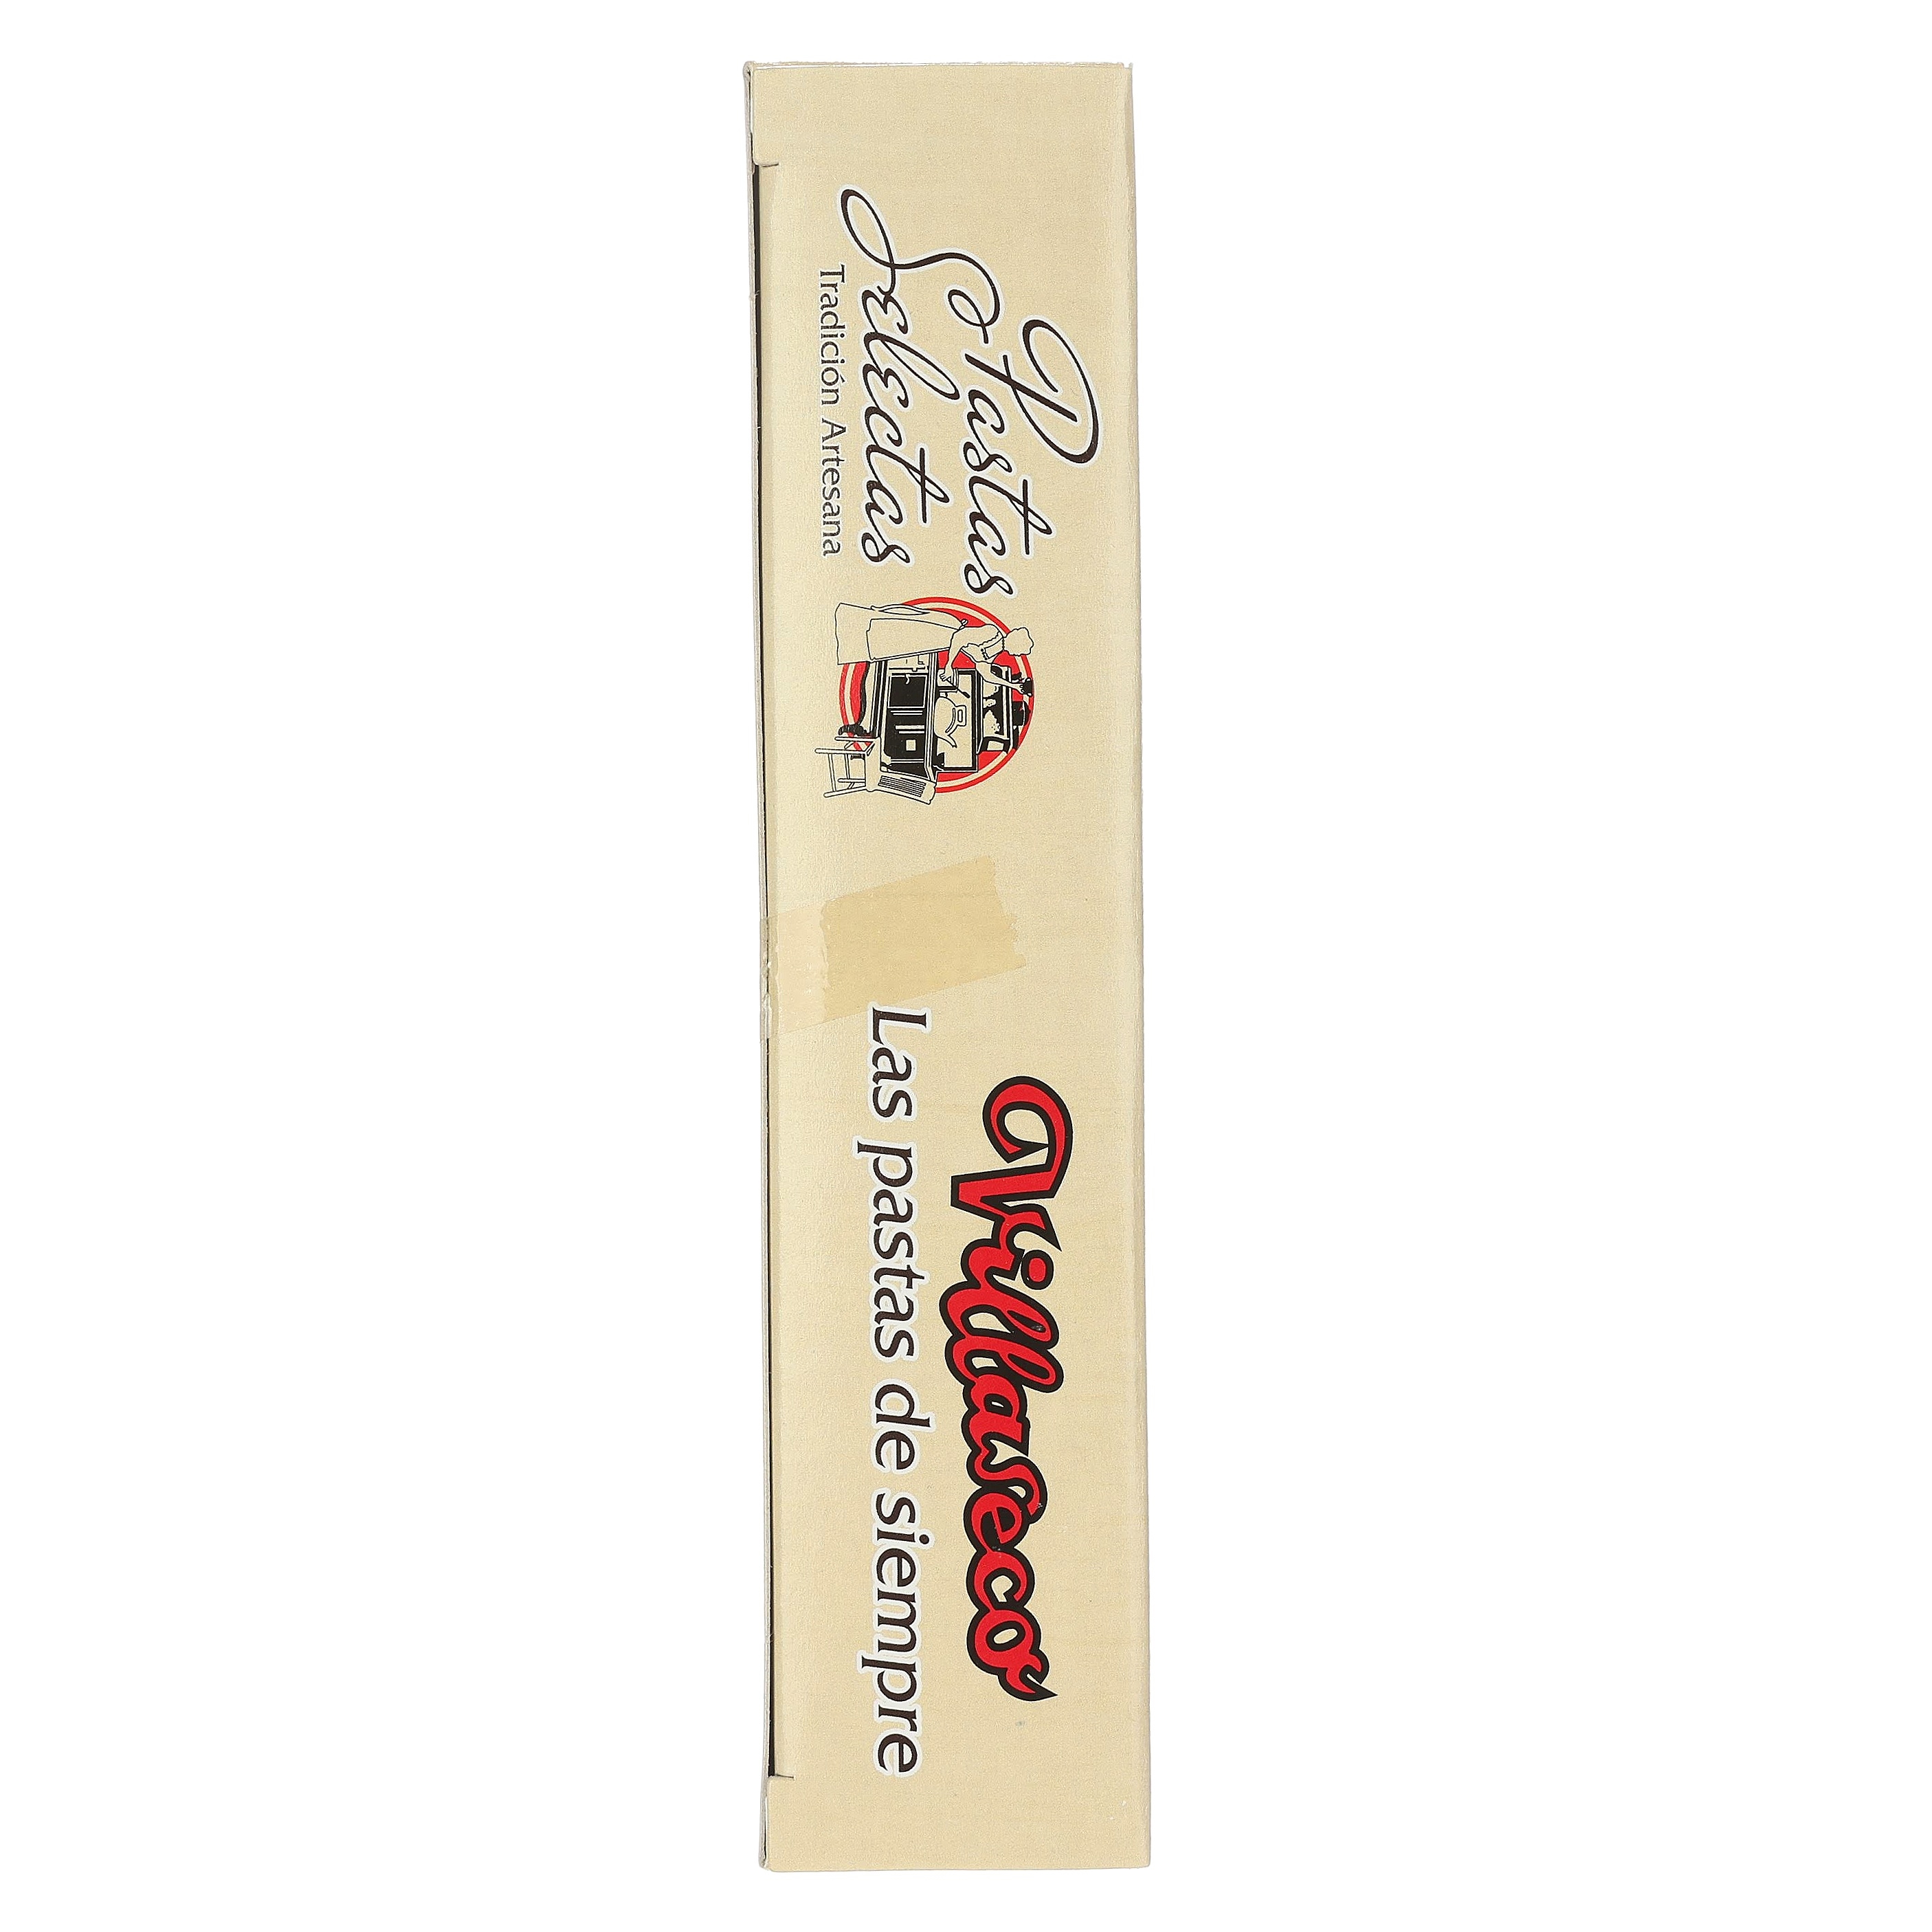 Pastas
Selectas
Tradición Artesana
Villaseco
Las pastas de siempre